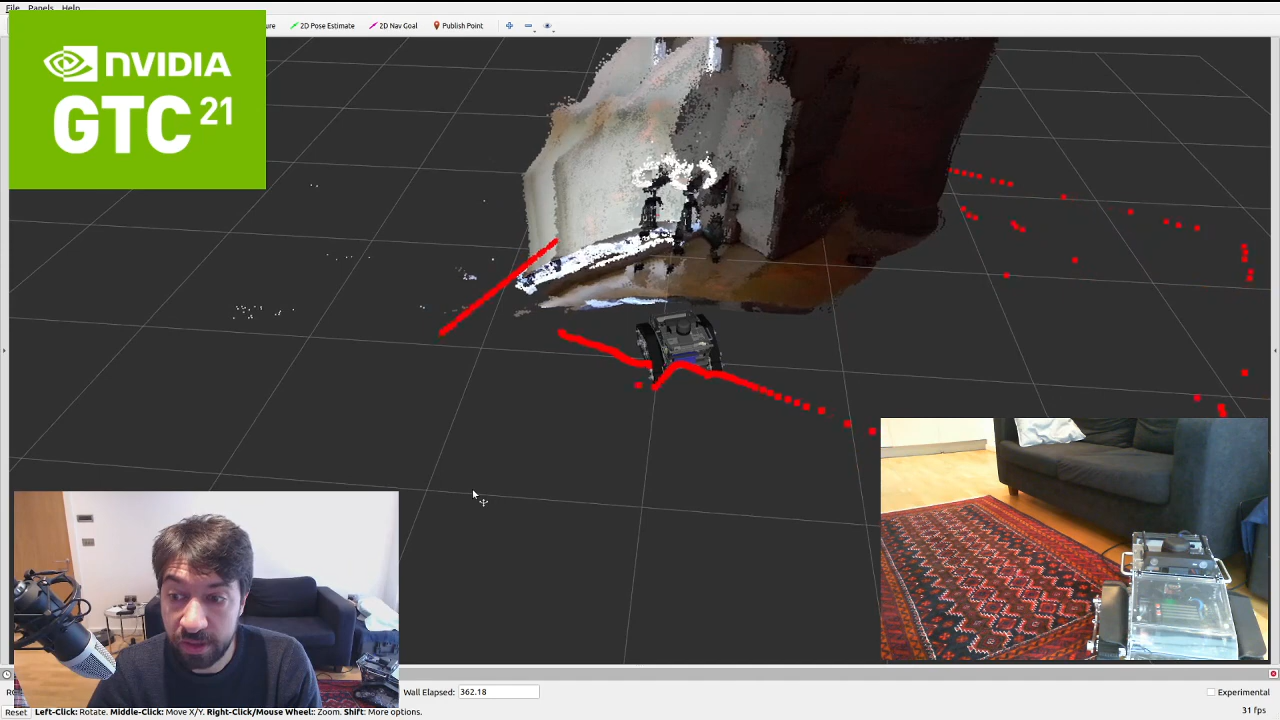 File Panels Help
2D Pose Estimate 2D Nav Goal Publish Point
NVIDIA
GTC 21
Wall Elapsed: 362.18
Experimental
Reset Left-Click: Rotate. Middle-Click: Move X/Y. Right-Click/Mouse Wheel:: Zoom. Shift: More options.
31 fps